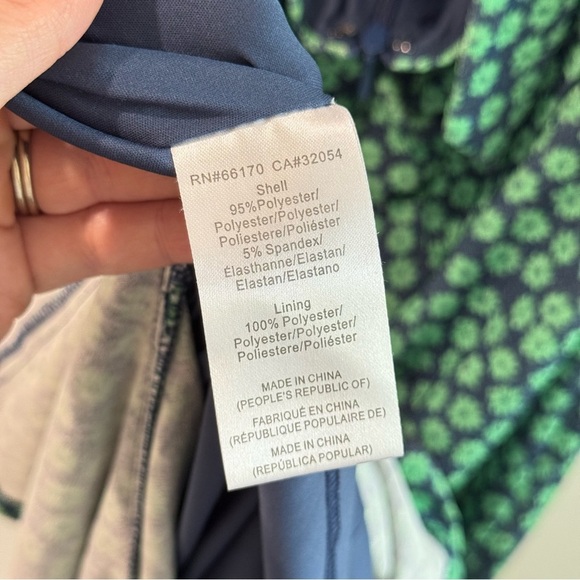 RN#66170 CA#32054
Shell
95%Polyester/
Polyester/Polyester/
Poliestere/Poliéster
5% Spandex/
Élasthanne/Elastan/
Elastan/Elastano
Lining
100% Polyester/
Polyester/Polyester/
Poliestere/Poliéster
MADE IN CHINA
(PEOPLE'S REPUBLIC OF)
FABRIQUÉ EN CHINA
(RÉPUBLIQUE POPULAIRE DE)
MADE IN CHINA
(REPÚBLICA POPULAR)